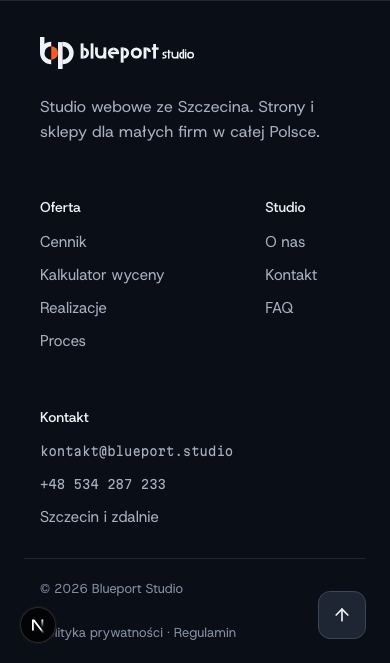 bp blueport studio
Studio webowe ze Szczecina. Strony i
sklepy dla małych firm w całej Polsce.
Oferta
Cennik
Kalkulator wyceny
Realizacje
Proces
Studio
O nas
Kontakt
FAQ
Kontakt
kontakt@blueport.studio
+48 534 287 233
Szczecin i zdalnie
© 2026 Blueport Studio
N
lityka prywatności · Regulamin